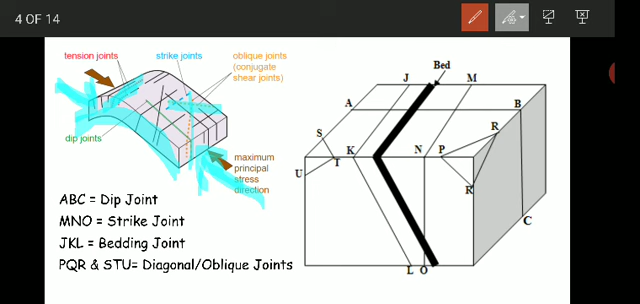 4 OF 14
tension joints
strike joints
oblique joints
(conjugate
shear joints)
dip joints
maximum
principal
stress
direction
ABC = Dip Joint
MNO = Strike Joint
JKL = Bedding Joint
PQR & STU= Diagonal/Oblique Joints
Bed
J
M
A
B
S
R
U
T
K
N
P
R
C
L
O